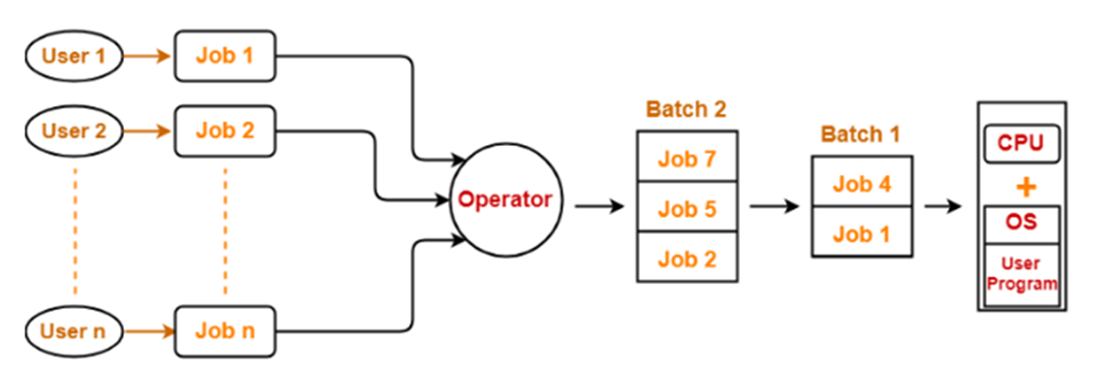 User 1
Job 1
User 2
Job 2
User n
Job n
Operator
Batch 2
Job 7
Job 5
Job 2
Batch 1
Job 4
Job 1
CPU
+
OS
User
Program